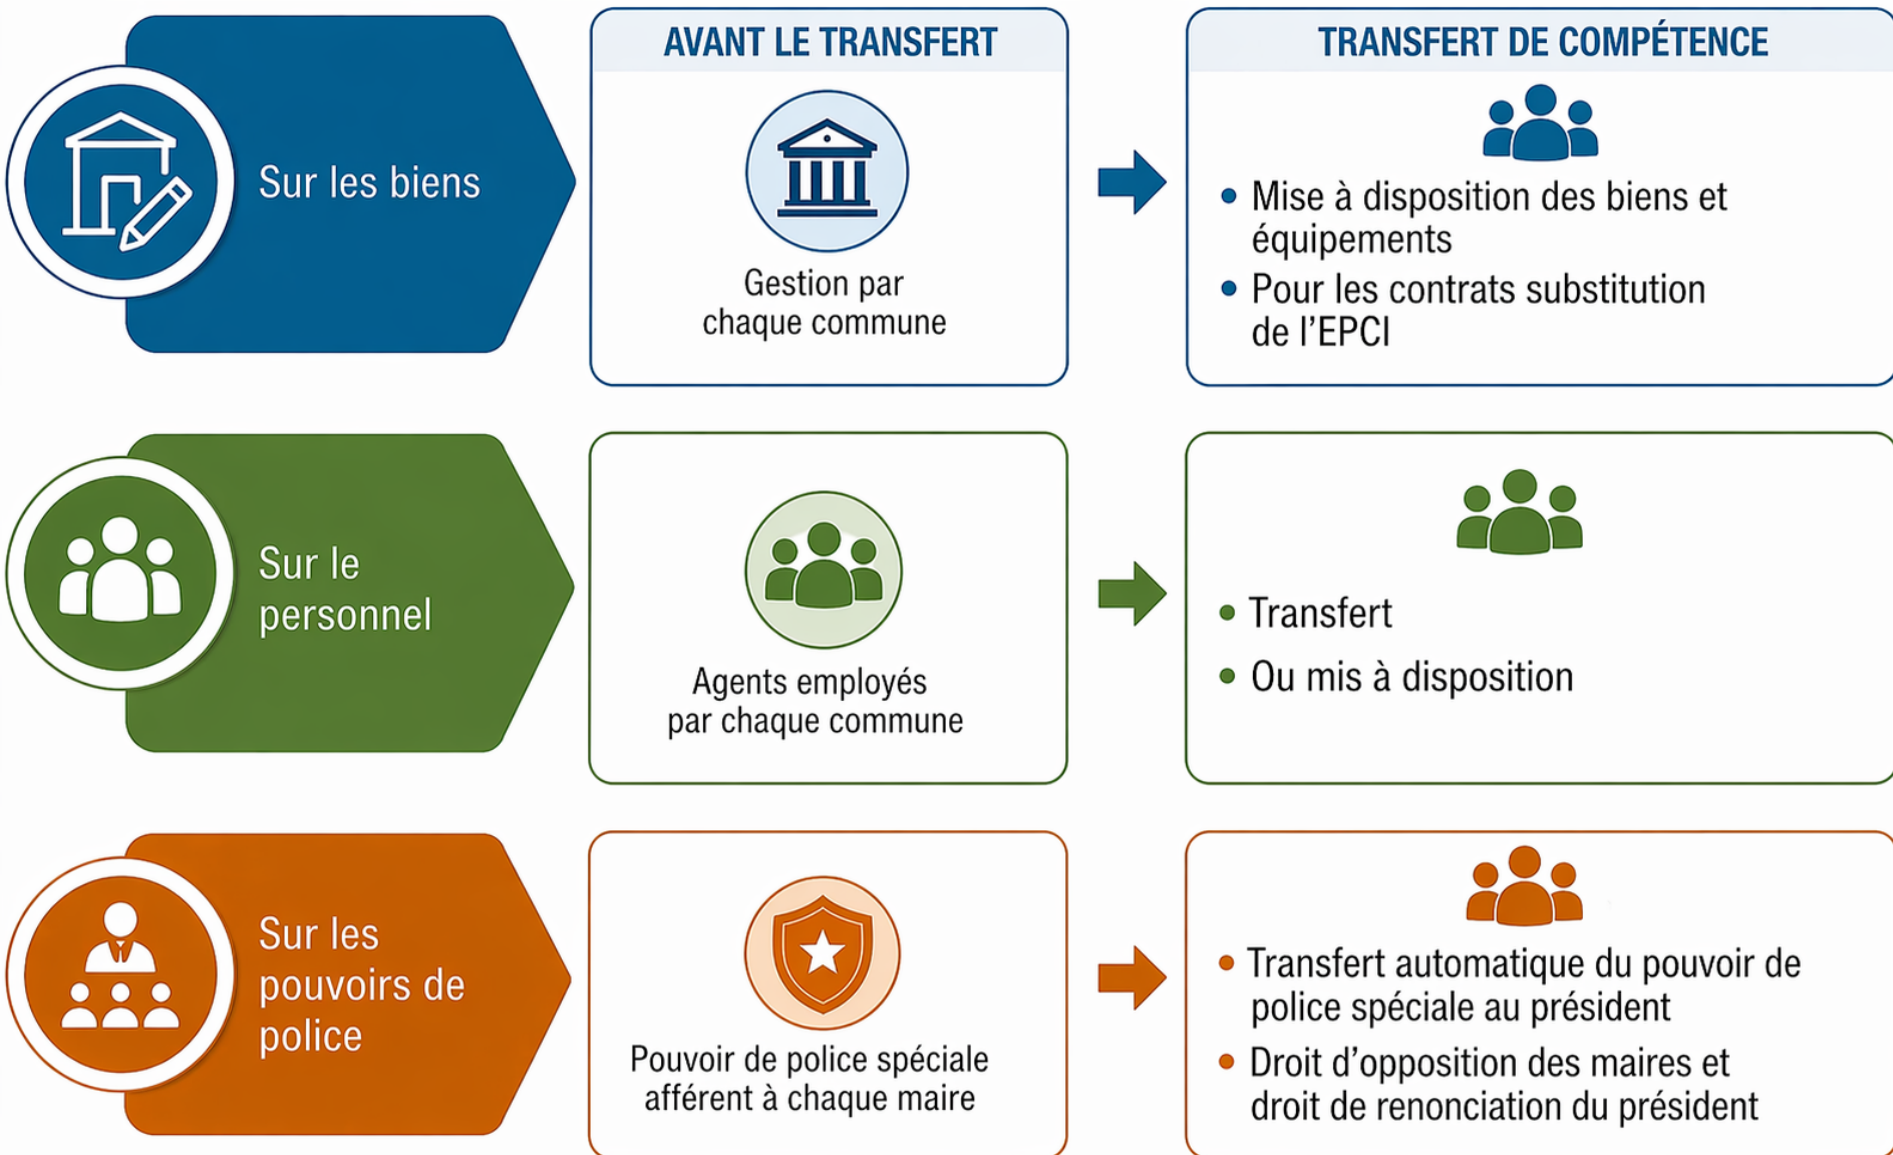 AVANT LE TRANSFERT
TRANSFERT DE COMPÉTENCE
Sur les biens
Gestion par
chaque commune
• Mise à disposition des biens et
équipements
• Pour les contrats substitution
de l’EPCI
Sur le
personnel
Agents employés
par chaque commune
• Transfert
• Ou mis à disposition
Sur les
pouvoirs de
police
Pouvoir de police spéciale
afférent à chaque maire
• Transfert automatique du pouvoir de
police spéciale au président
• Droit d’opposition des maires et
droit de renonciation du président